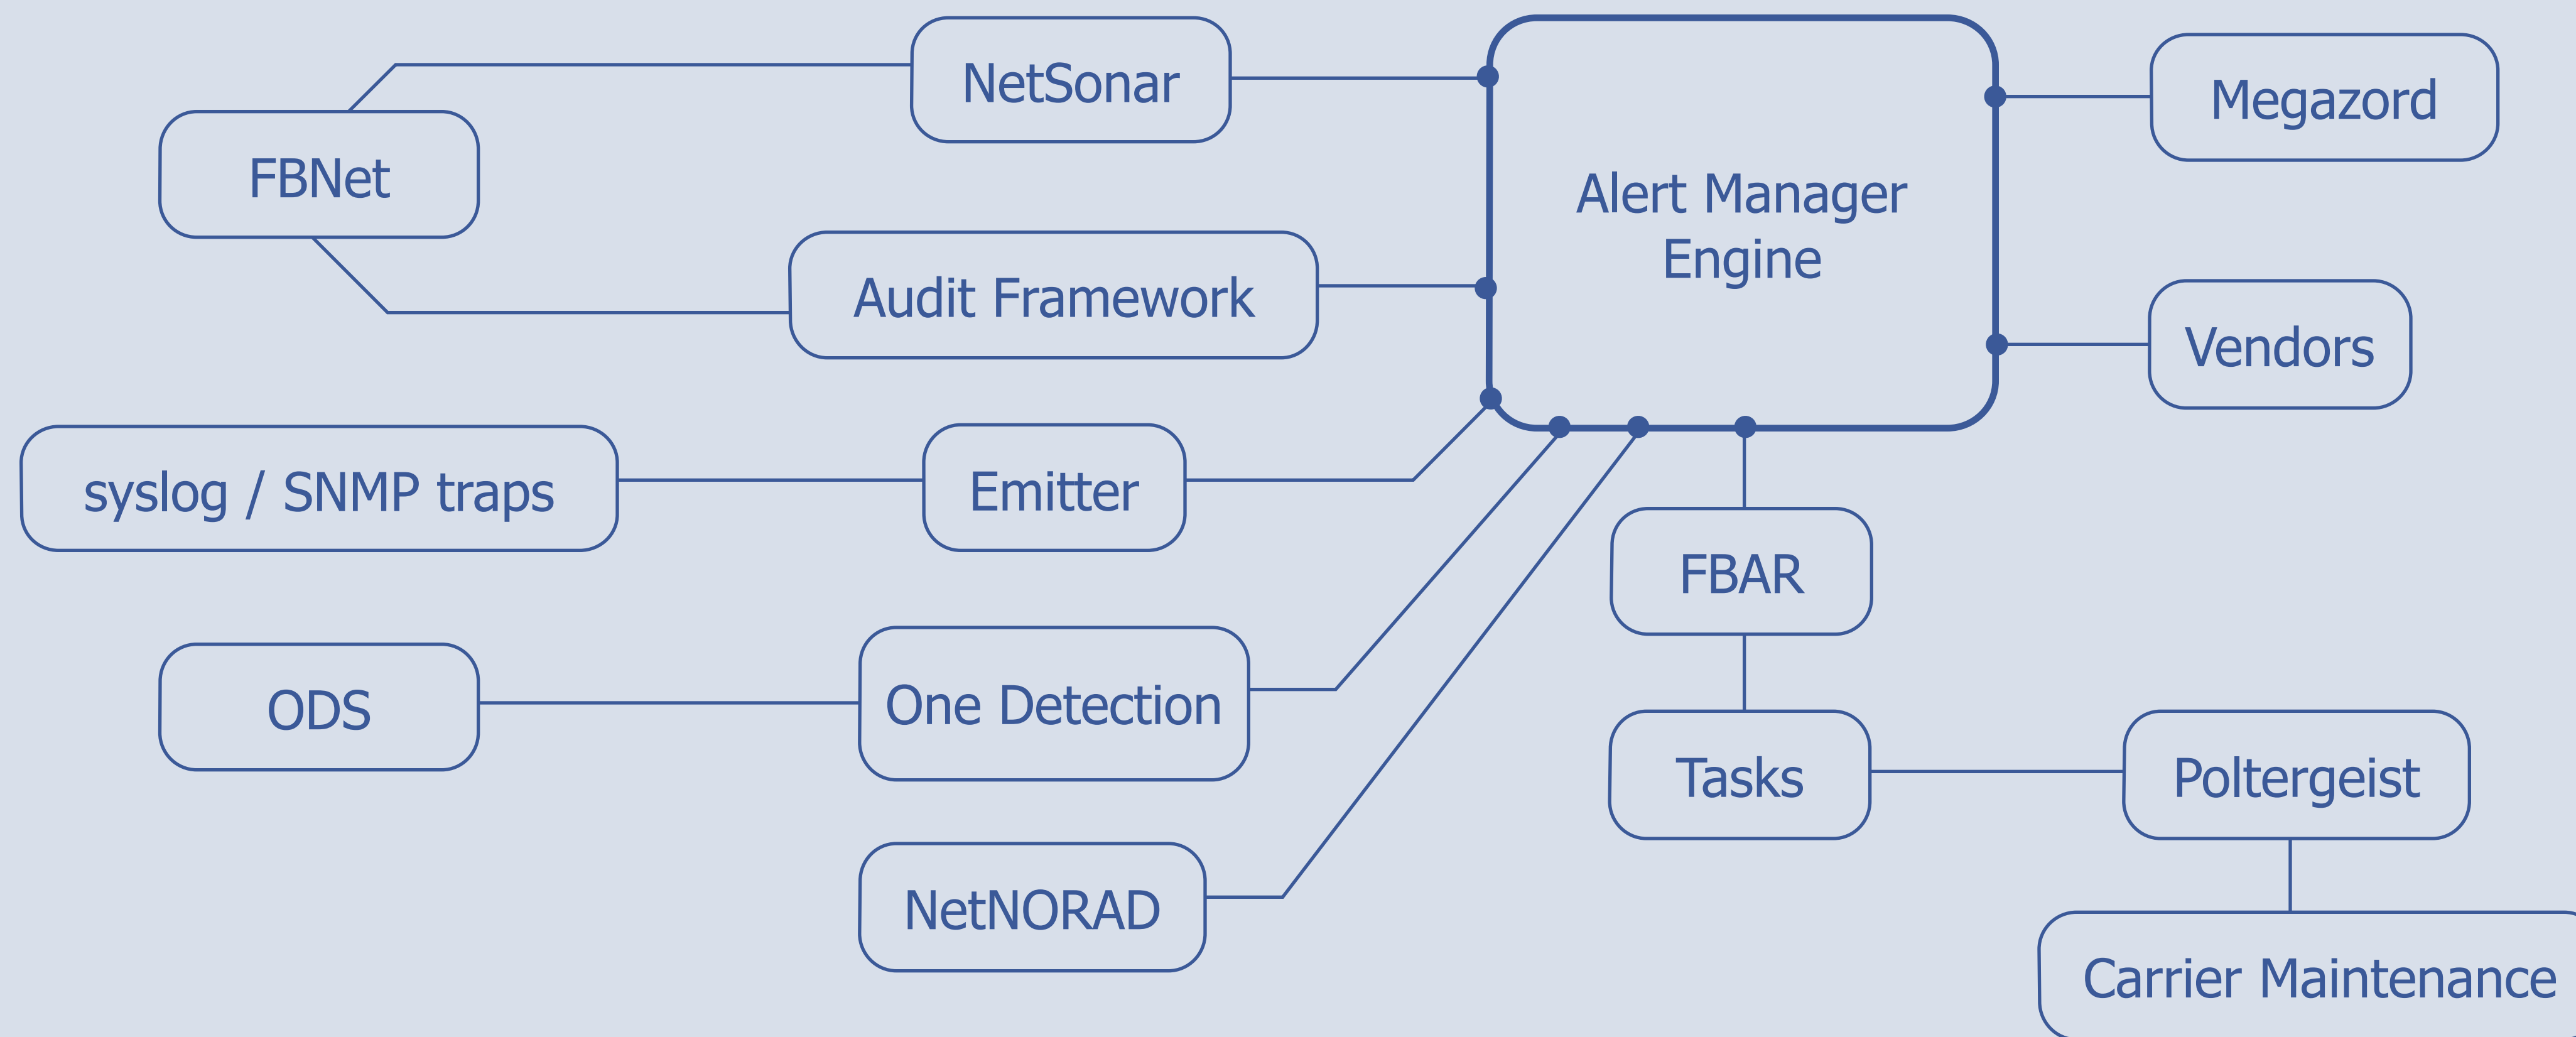 NetSonar
Megazord
FBNet
Alert Manager
Engine
Audit Framework
Vendors
syslog / SNMP traps
Emitter
FBAR
ODS
One Detection
Tasks
Poltergeist
NetNORAD
Carrier Maintenance